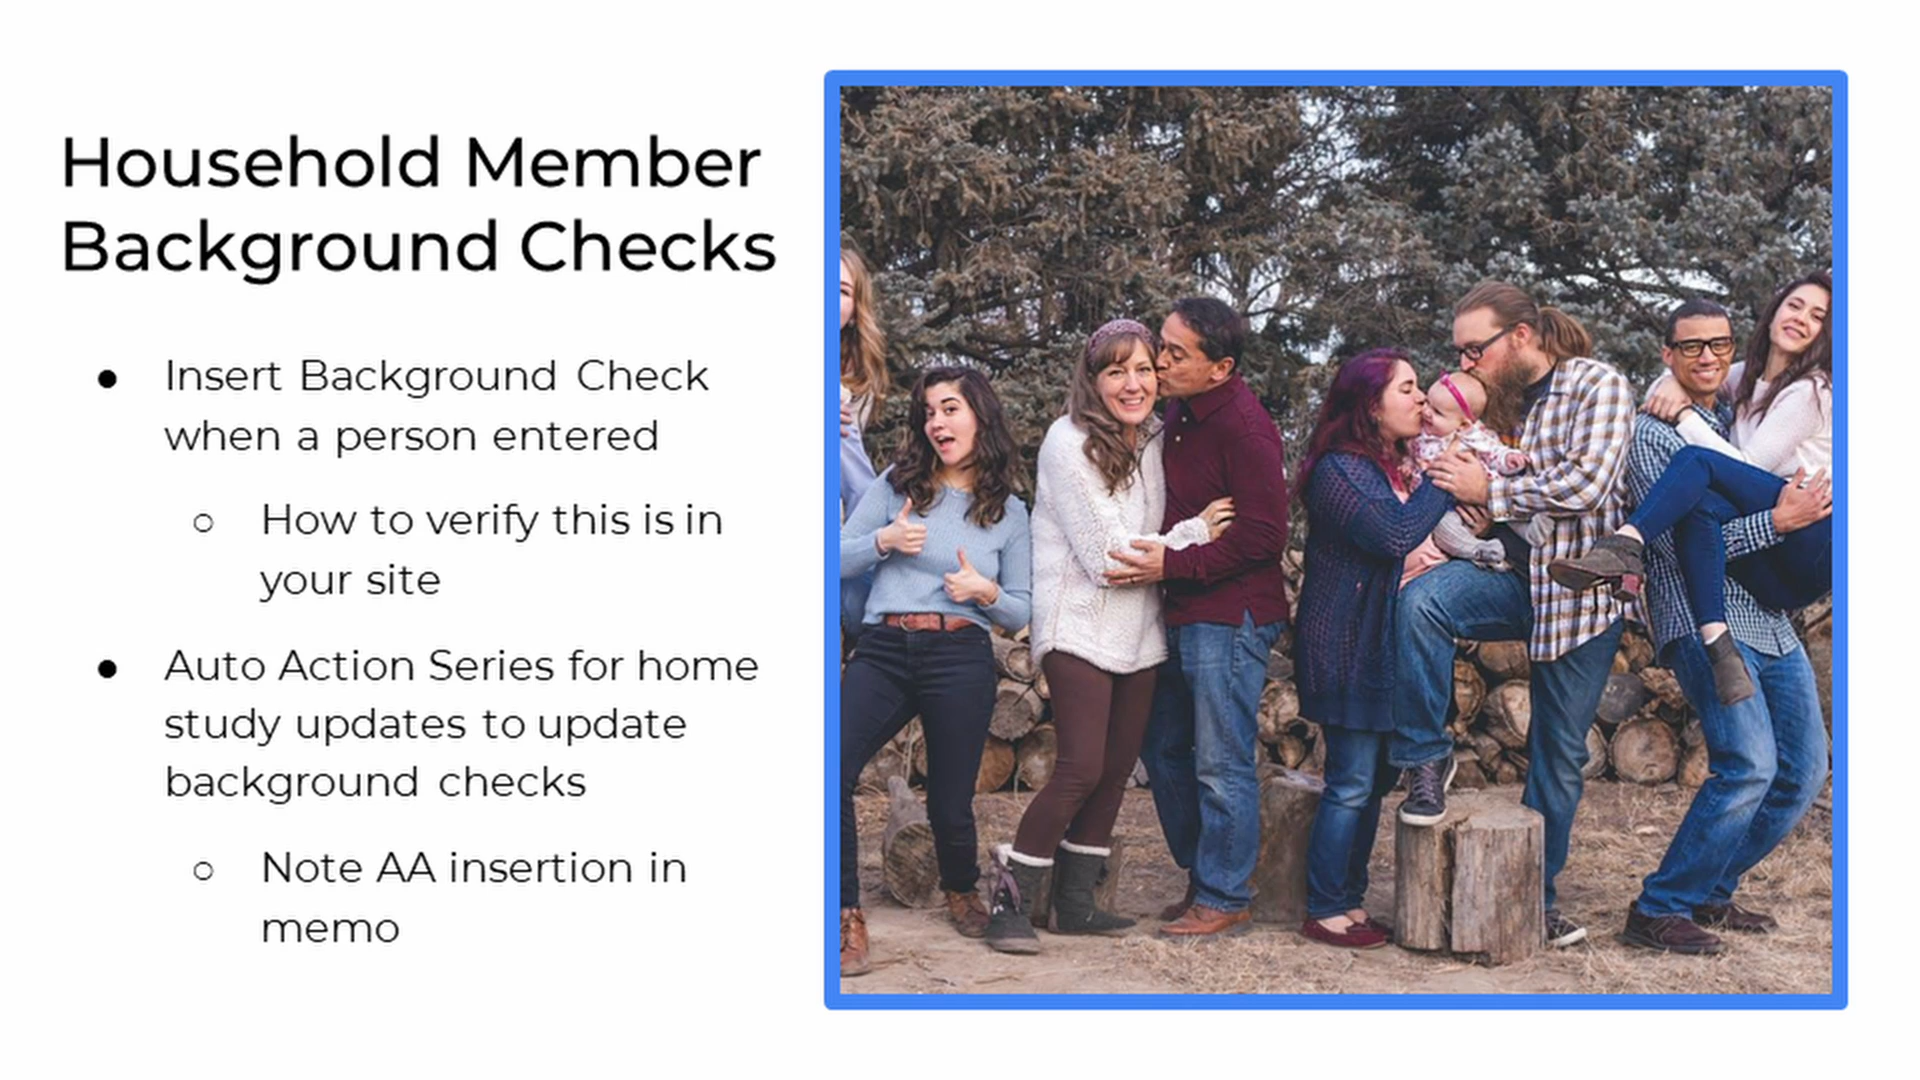 Household Member
Background Checks
● Insert Background Check
when a person entered
○ How to verify this is in
your site
● Auto Action Series for home
study updates to update
background checks
○ Note AA insertion in
memo